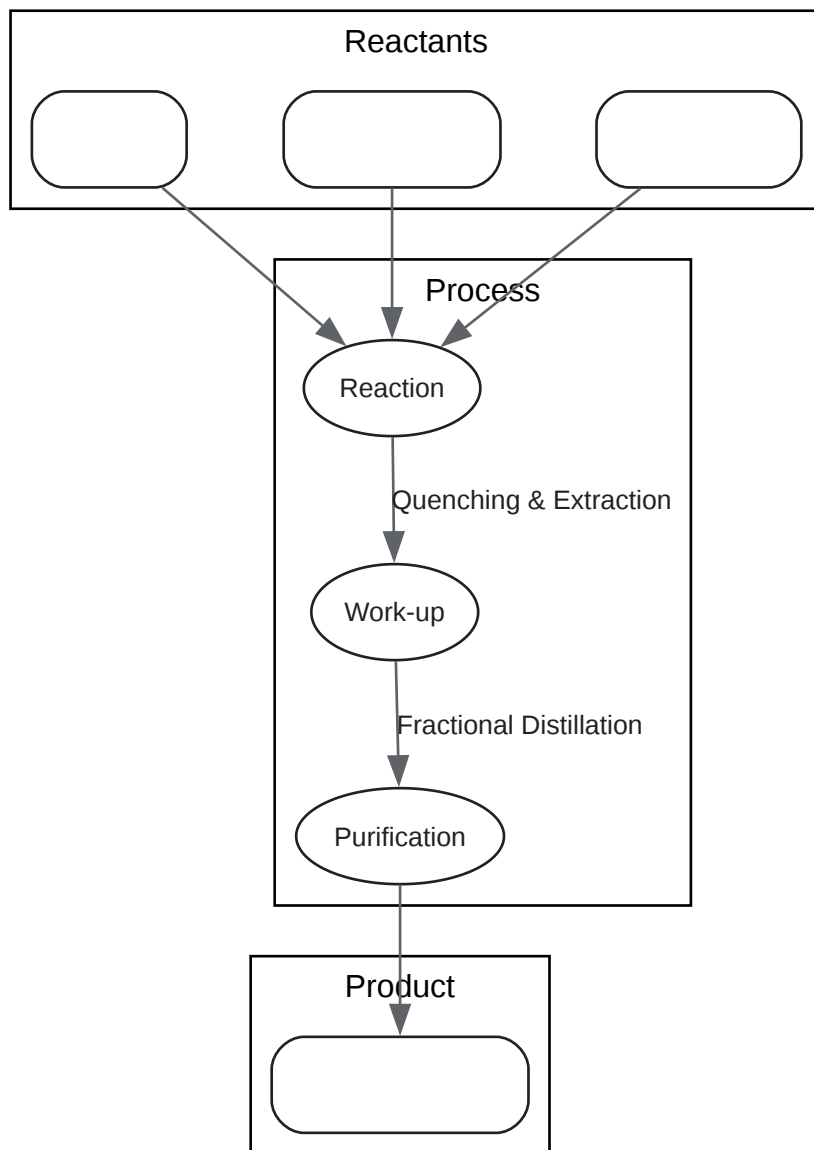 Reactants
Process
Reaction
Quenching & Extraction
Work-up
Fractional Distillation
Purification
Product